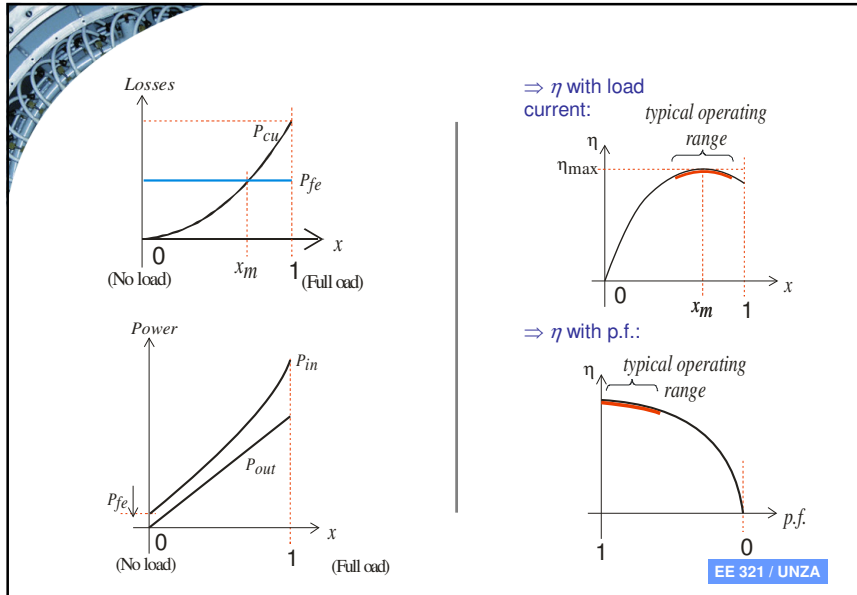 Losses
P_cu
P_fe
0
x_m
1
x
(No load)
(Full oad)
Power
P_in
P_out
P_fe
0
1
x
(No load)
(Full oad)
⇒ η with load
current:
typical operating
range
η
η_max
0
x_m
1
x
⇒ η with p.f.:
typical operating
range
η
1
0
p.f.
EE 321 / UNZA